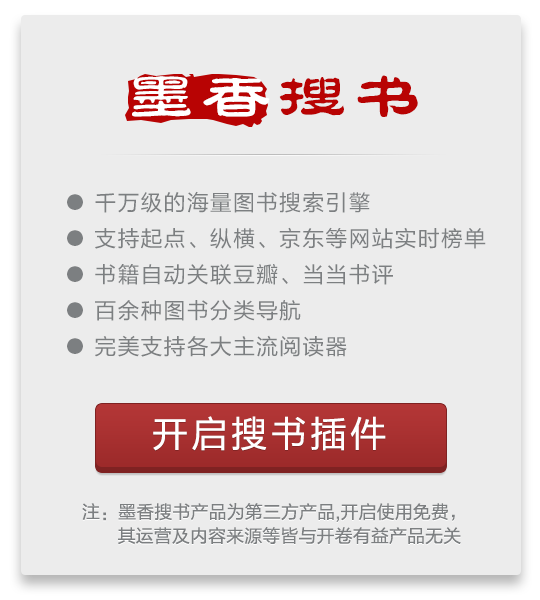 墨香搜书
千万级的海量图书搜索引擎
支持起点、纵横、京东等网站实时榜单
书籍自动关联豆瓣、当当书评
百余种图书分类导航
完美支持各大主流阅读器
开启搜书插件
注：墨香搜书产品为第三方产品,开启使用免费，
其运营及内容来源等皆与开卷有益产品无关